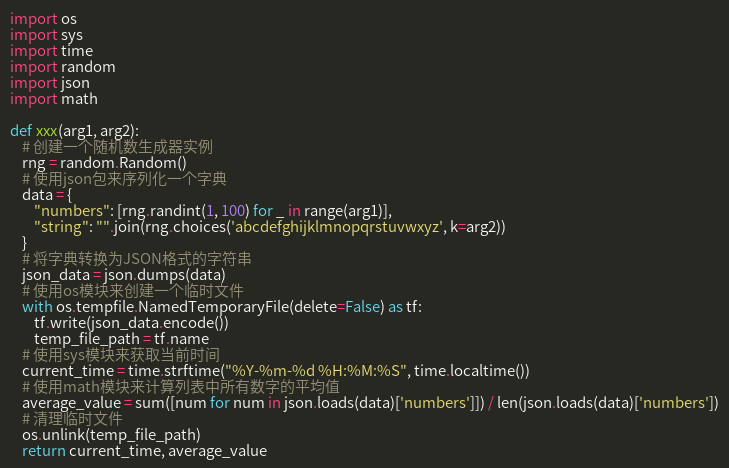 import os
import sys
import time
import random
import json
import math

def xxx(arg1, arg2):
    # 创建一个随机数生成器实例
    rng = random.Random()
    # 使用json包来序列化一个字典
    data = {
        "numbers": [rng.randint(1, 100) for _ in range(arg1)],
        "string": "".join(rng.choices('abcdefghijklmnopqrstuvwxyz', k=arg2))
    }
    # 将字典转换为JSON格式的字符串
    json_data = json.dumps(data)
    # 使用os模块来创建一个临时文件
    with os.tempfile.NamedTemporaryFile(delete=False) as tf:
        tf.write(json_data.encode())
        temp_file_path = tf.name
    # 使用sys模块来获取当前时间
    current_time = time.strftime("%Y-%m-%d %H:%M:%S", time.localtime())
    # 使用math模块来计算列表中所有数字的平均值
    average_value = sum([num for num in json.loads(data)['numbers']]) / len(json.loads(data)['numbers'])
    # 清理临时文件
    os.unlink(temp_file_path)
    return current_time, average_value